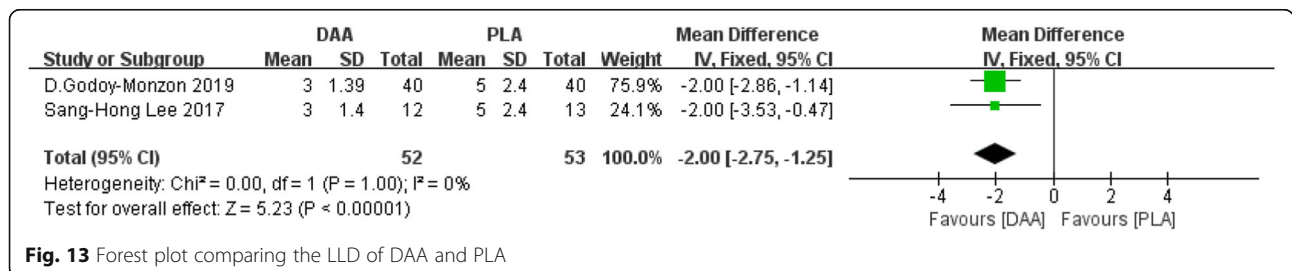 DAA PLA Mean Difference Mean Difference
Study or Subgroup Mean SD Total Mean SD Total Weight IV, Fixed, 95% CI IV, Fixed, 95% CI
D.Godoy-Monzon 2019 3 1.39 40 5 2.4 40 75.9% -2.00 [-2.86, -1.14]
Sang-Hong Lee 2017 3 1.4 12 5 2.4 13 24.1% -2.00 [-3.53, -0.47]
Total (95% CI) 52 53 100.0% -2.00 [-2.75, -1.25]
Heterogeneity: Chi² = 0.00, df = 1 (P = 1.00); I² = 0%
Test for overall effect: Z = 5.23 (P < 0.00001)
-4 -2 0 2 4
Favours [DAA] Favours [PLA]
Fig. 13 Forest plot comparing the LLD of DAA and PLA